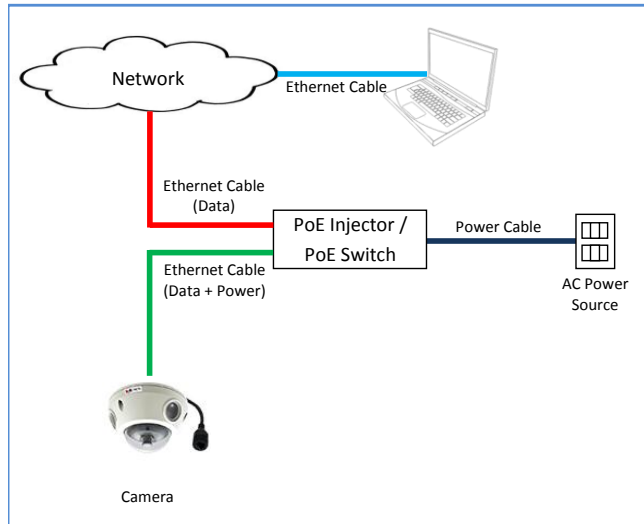 Network
Ethernet Cable
Ethernet Cable
(Data)
PoE Injector /
PoE Switch
Power Cable
Ethernet Cable
(Data + Power)
AC Power
Source
Camera